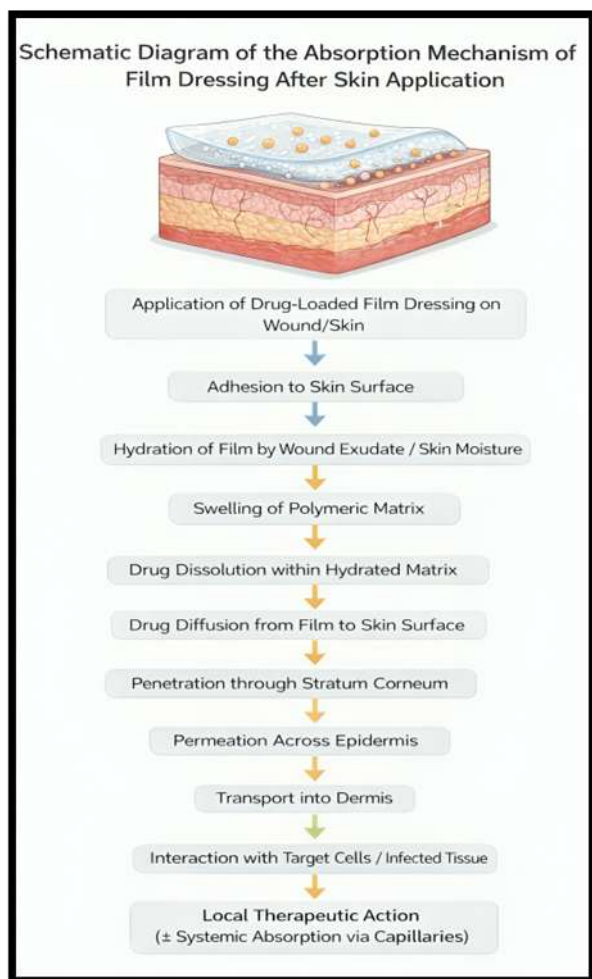 Schematic Diagram of the Absorption Mechanism of
Film Dressing After Skin Application
Application of Drug-Loaded Film Dressing on
Wound/Skin
Adhesion to Skin Surface
Hydration of Film by Wound Exudate / Skin Moisture
Swelling of Polymeric Matrix
Drug Dissolution within Hydrated Matrix
Drug Diffusion from Film to Skin Surface
Penetration through Stratum Corneum
Permeation Across Epidermis
Transport into Dermis
Interaction with Target Cells / Infected Tissue
Local Therapeutic Action
(± Systemic Absorption via Capillaries)